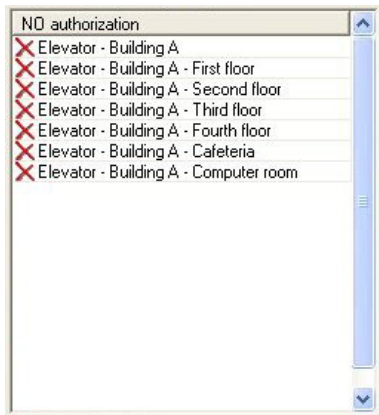 NO authorization
Elevator - Building A
Elevator - Building A - First floor
Elevator - Building A - Second floor
Elevator - Building A - Third floor
Elevator - Building A - Fourth floor
Elevator - Building A - Cafeteria
Elevator - Building A - Computer room